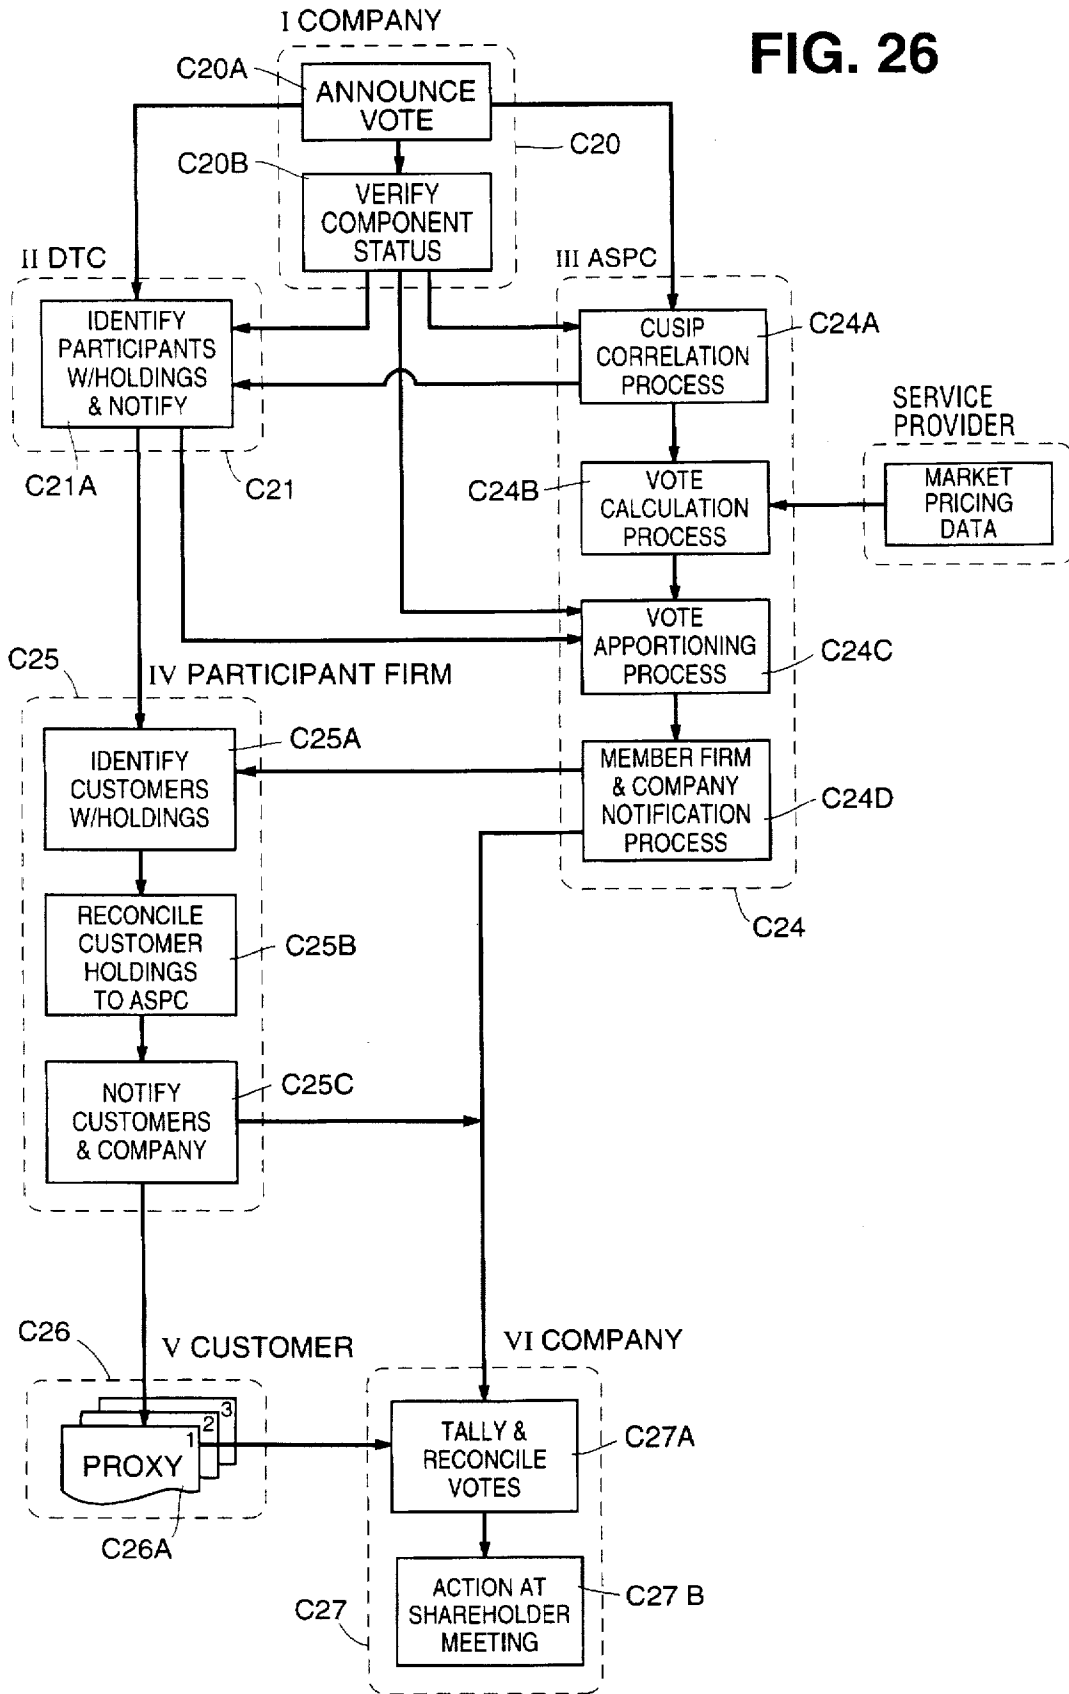 FIG. 26
I COMPANY
C20A
ANNOUNCE
VOTE
C20
C20B
VERIFY
COMPONENT
STATUS
II DTC
IDENTIFY
PARTICIPANTS
W/HOLDINGS
& NOTIFY
C21A
C21
III ASPC
CUSIP
CORRELATION
PROCESS
C24A
SERVICE
PROVIDER
MARKET
PRICING
DATA
C24B
VOTE
CALCULATION
PROCESS
VOTE
APPORTIONING
PROCESS
C24C
MEMBER FIRM
& COMPANY
NOTIFICATION
PROCESS
C24D
C24
C25
IV PARTICIPANT FIRM
C25A
IDENTIFY
CUSTOMERS
W/HOLDINGS
RECONCILE
CUSTOMER
HOLDINGS
TO ASPC
C25B
NOTIFY
CUSTOMERS
& COMPANY
C25C
C26
V CUSTOMER
3
2
1
PROXY
C26A
VI COMPANY
TALLY &
RECONCILE
VOTES
C27A
ACTION AT
SHAREHOLDER
MEETING
C27 B
C27